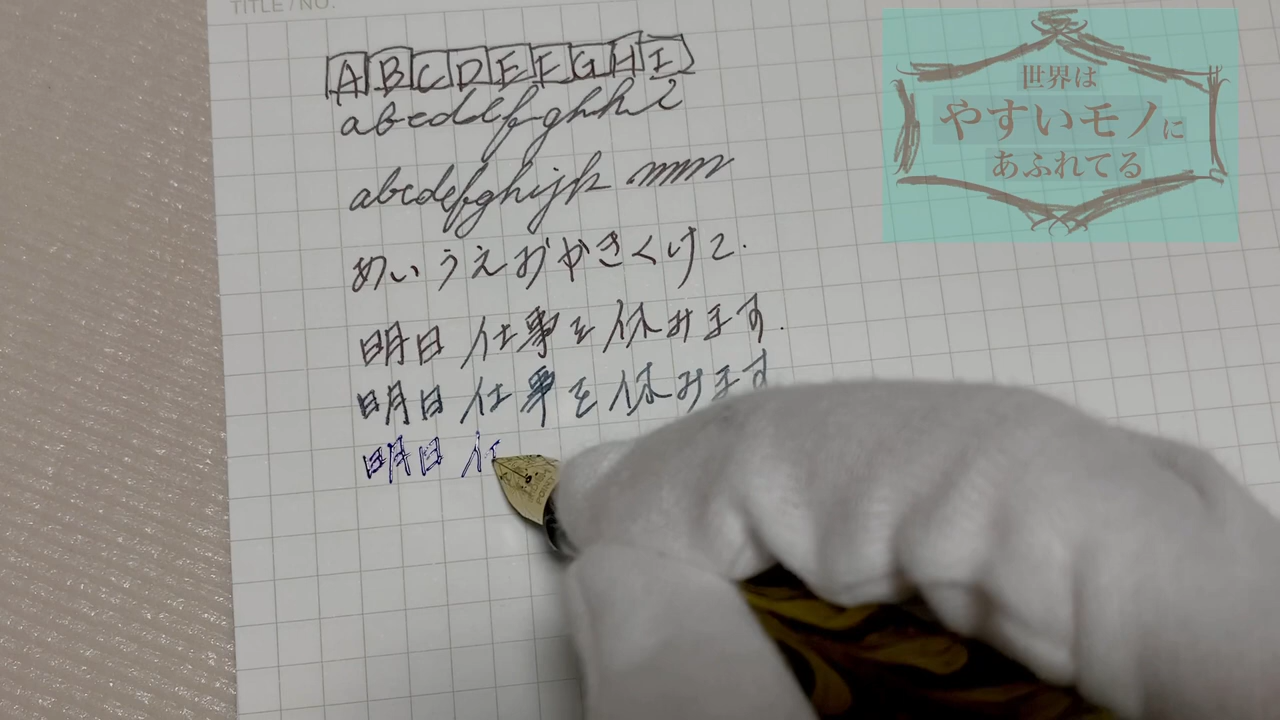 TITLE / NO.
ABCDEFGHI
abcdefghi
abcdefghijk mmm
あいうえおかきくけこ.
明日仕事を休みます.
明日仕事を休みます
明日仕
世界は
やすいモノに
あふれてる